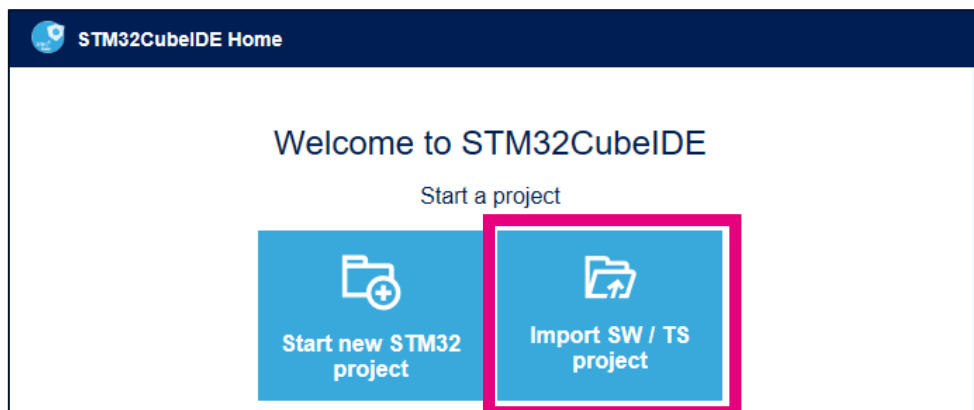 STM32CubeIDE Home
Welcome to STM32CubeIDE
Start a project
Start new STM32
project
Import SW / TS
project